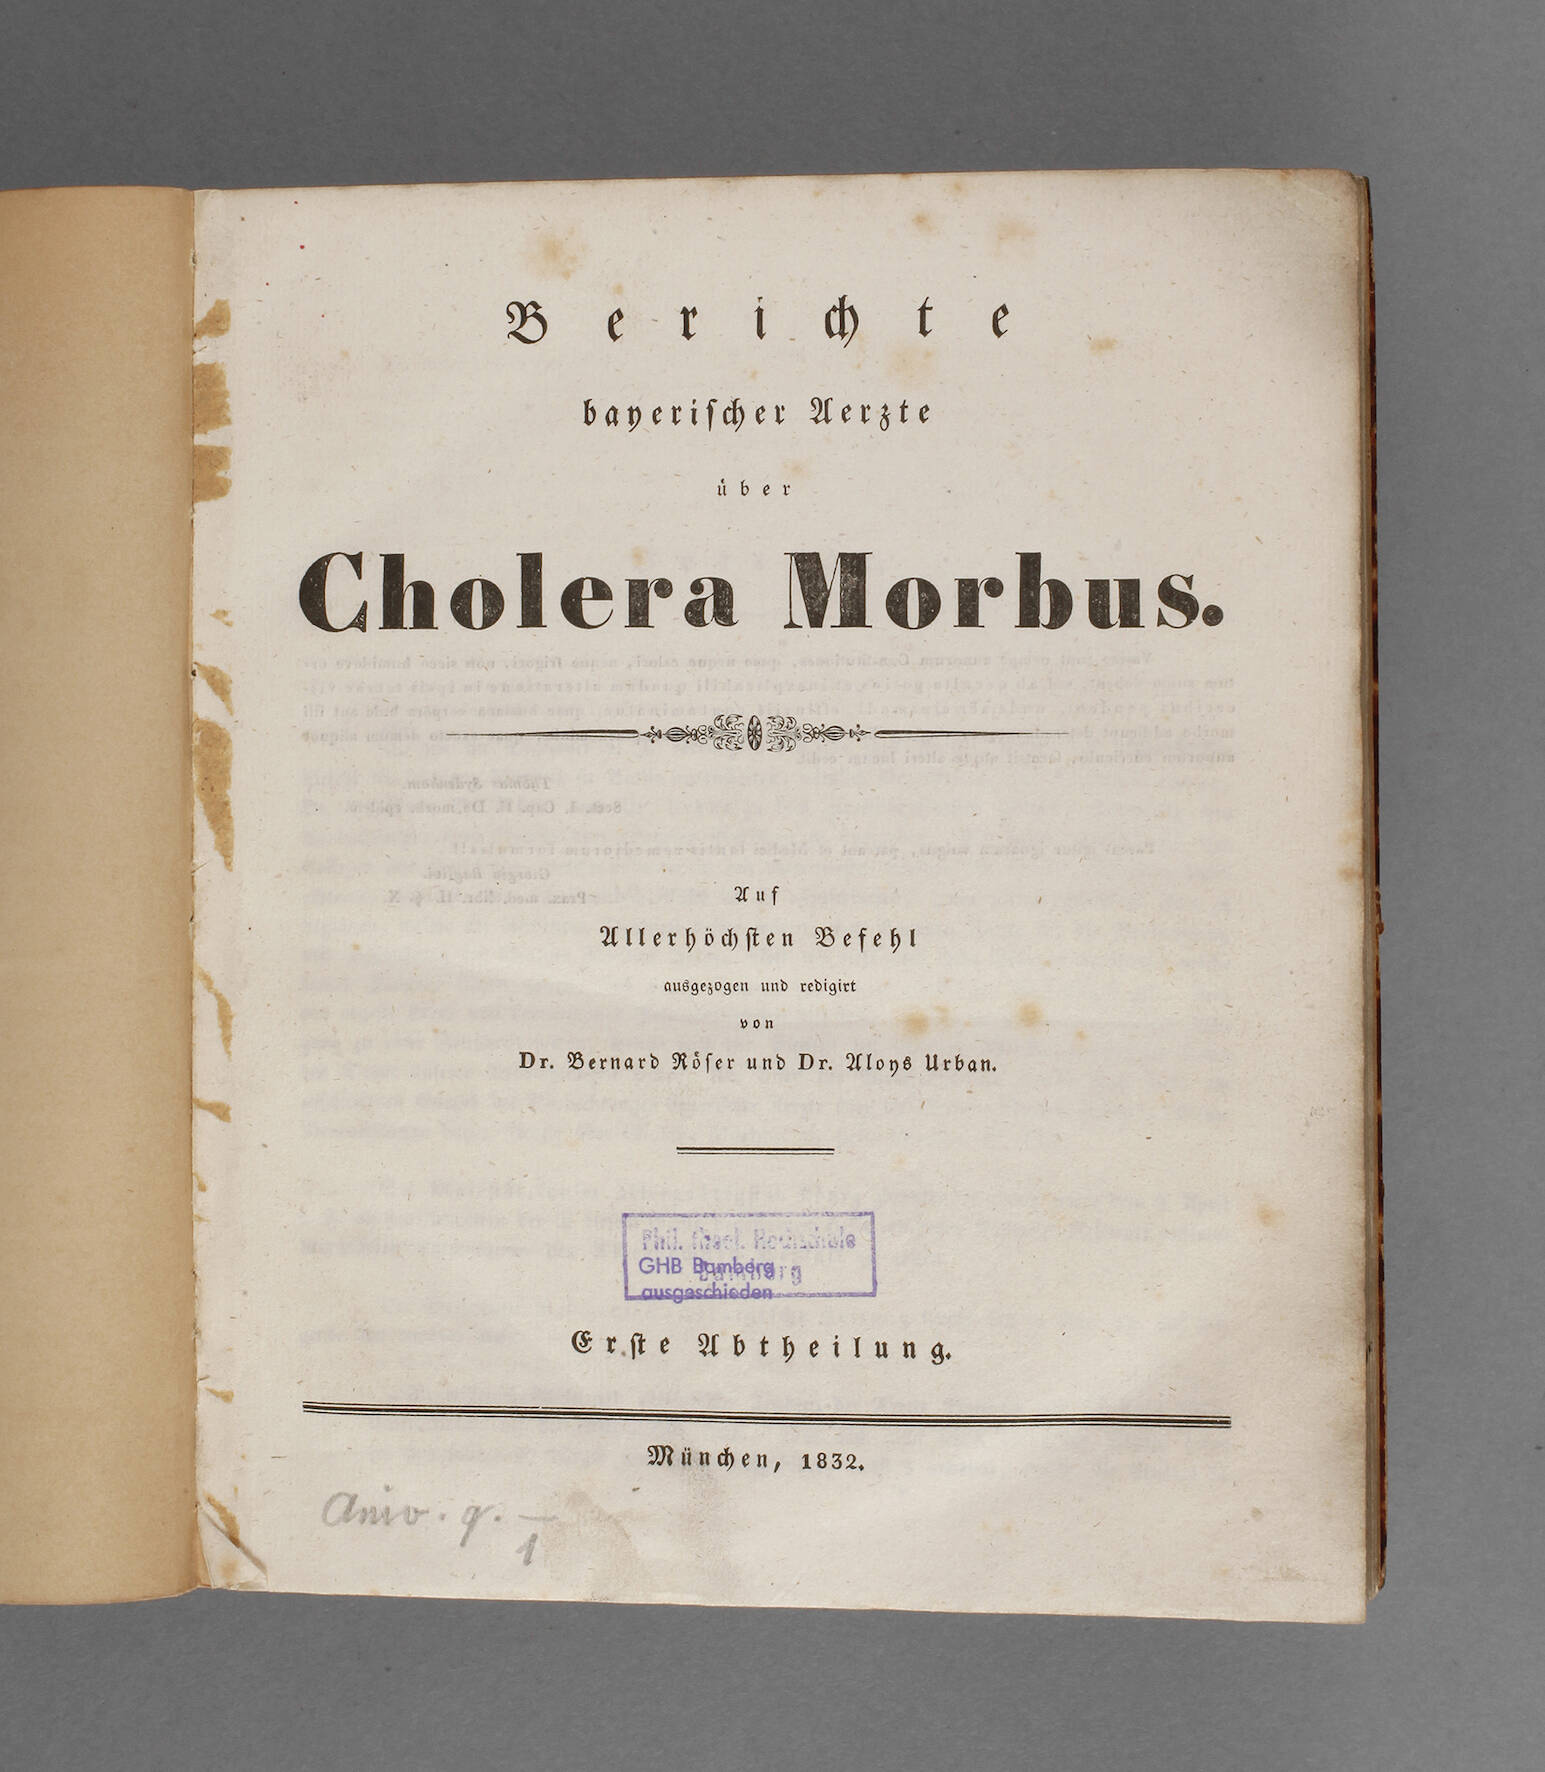 Berichte
bayeriſcher Aerzte
über
Cholera Morbus.
Auf
Allerhöchſten Befehl
ausgezogen und redigirt
von
Dr. Bernard Röſer und Dr. Aloys Urban.
Phil. theol. Hochschule
Bamberg
GHB Bamberg
ausgeschieden
Erſte Abtheilung.
München, 1832.
q.
1